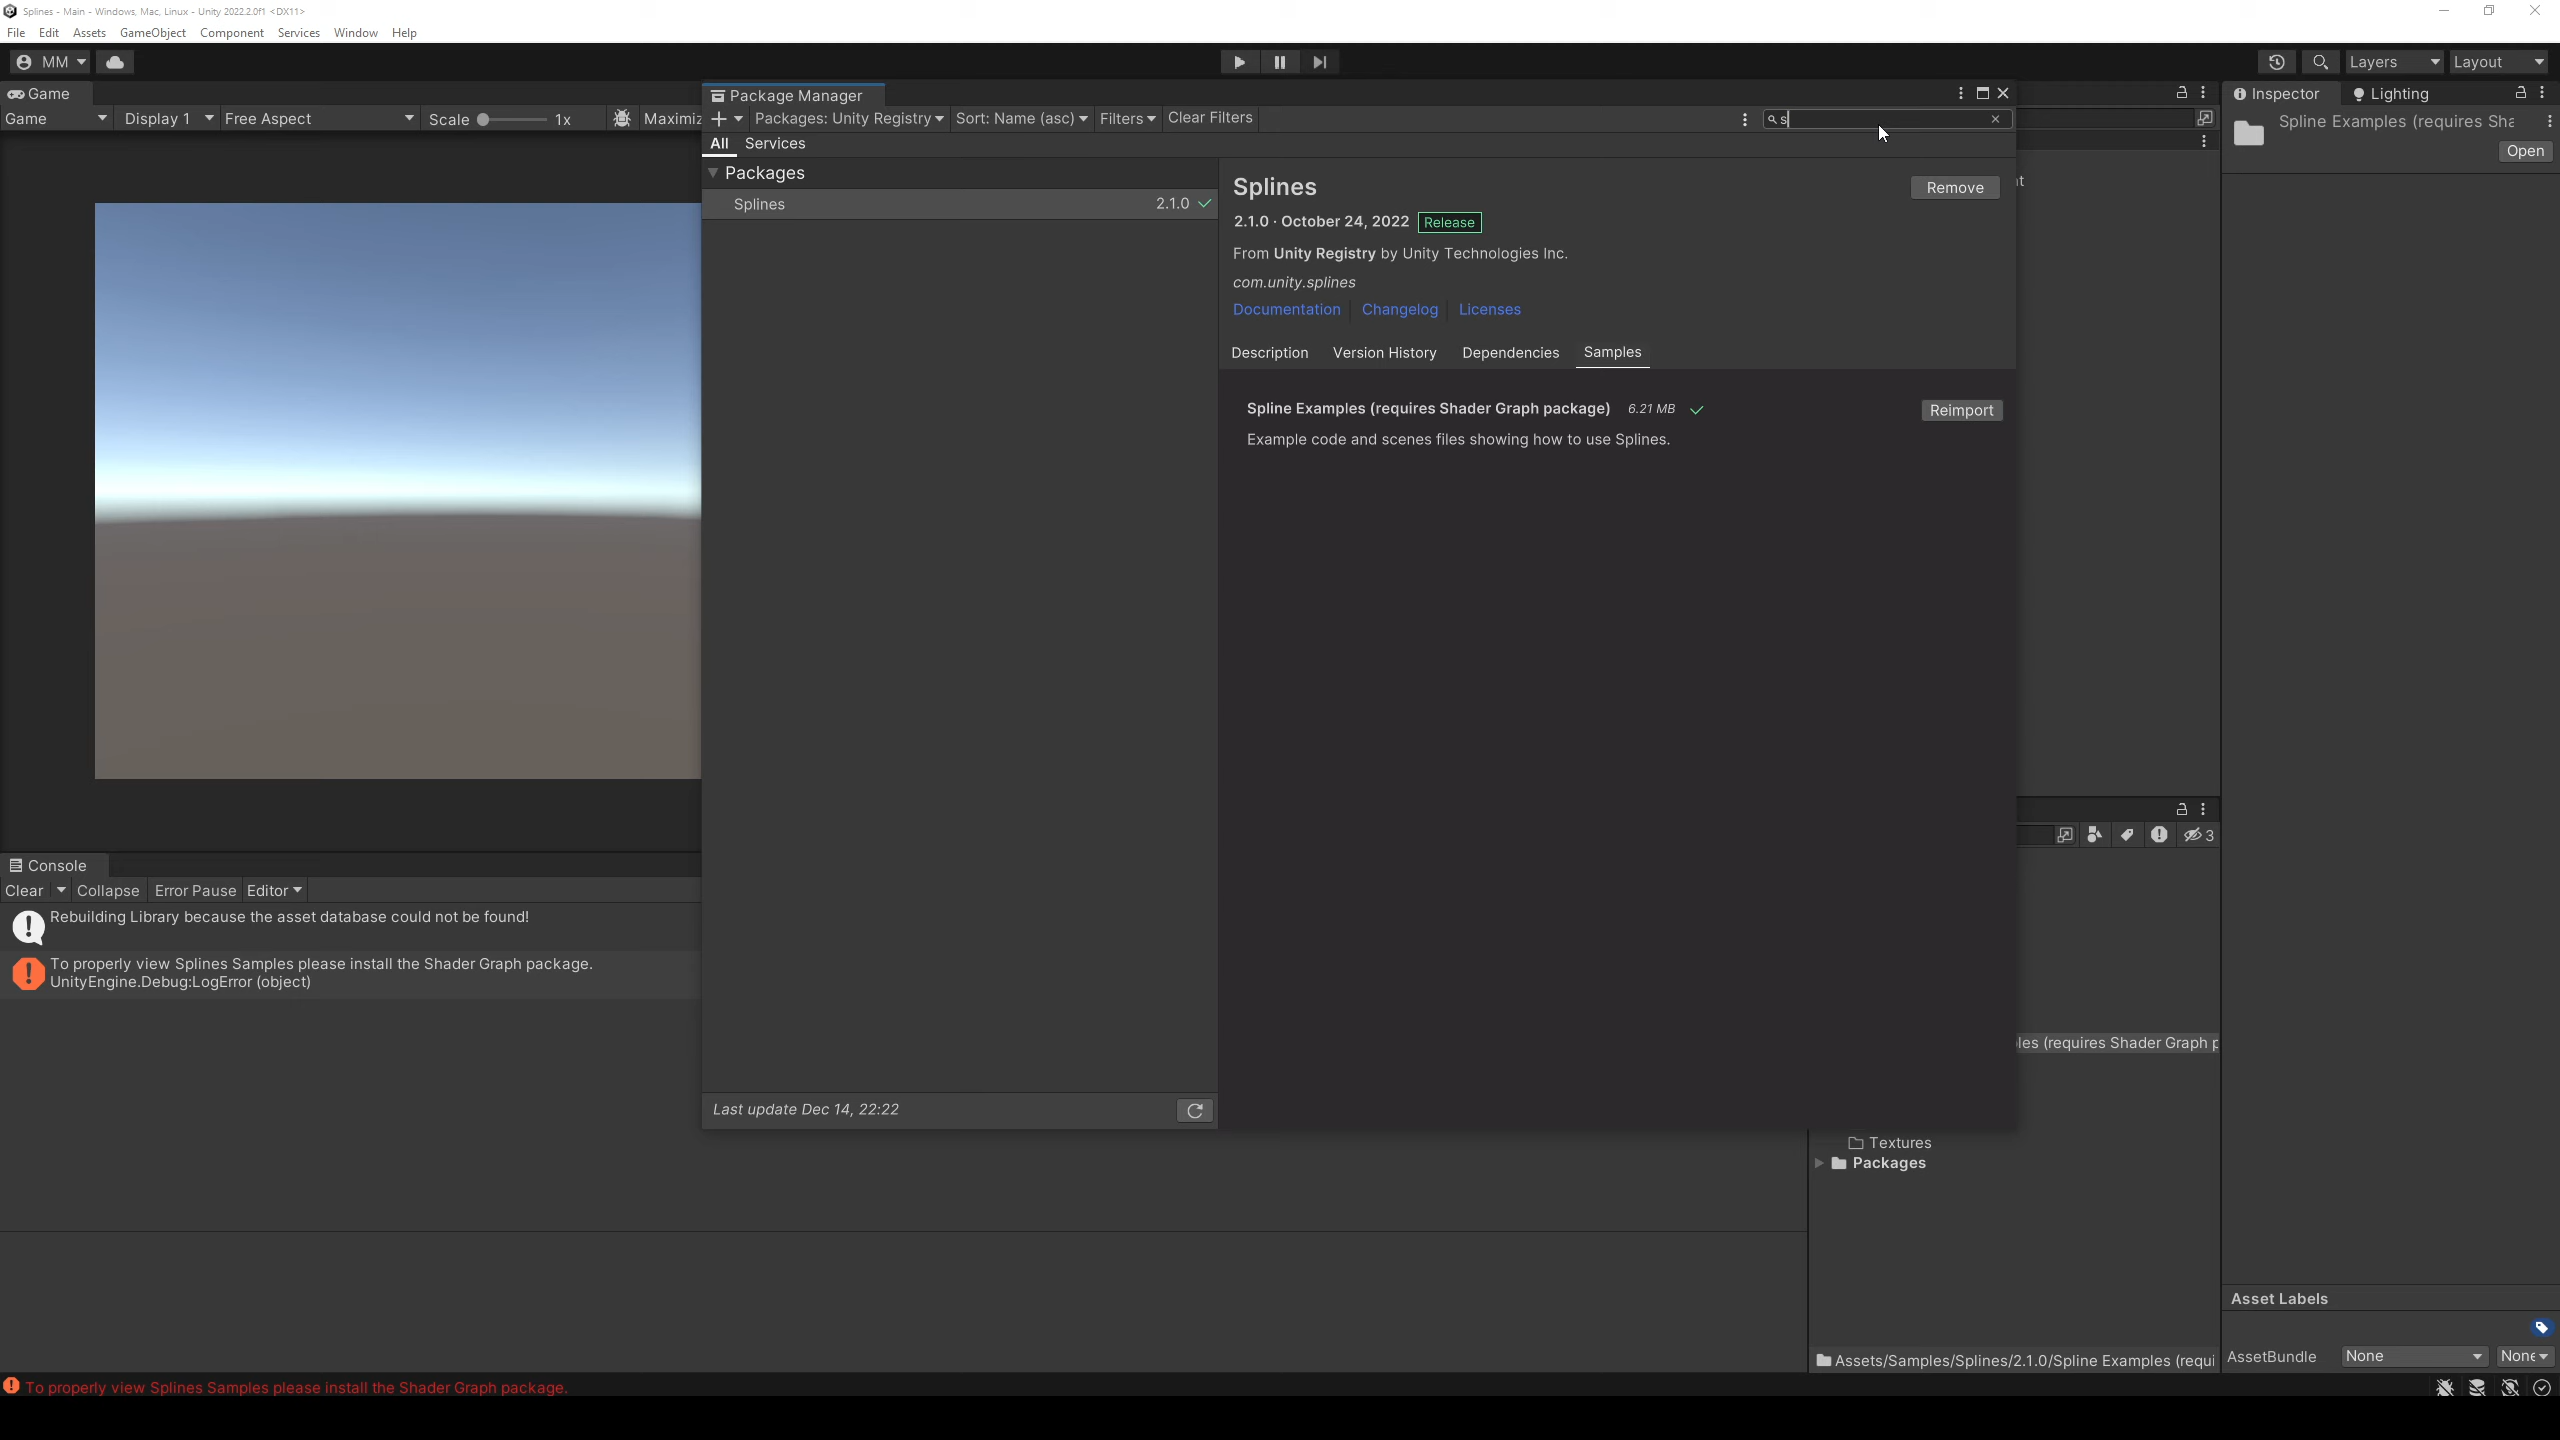 Splines - Main - Windows, Mac, Linux - Unity 2022.2.0f1 <DX11>
File Edit Assets GameObject Component Services Window Help
MM
Layers Layout
Game
Package Manager
Inspector Lighting
Game Display 1 Free Aspect Scale 1x Maximiz
Packages: Unity Registry Sort: Name (asc) Filters Clear Filters
s
Spline Examples (requires Sha
Open
All Services
Packages
Splines 2.1.0
Splines
Remove
2.1.0 · October 24, 2022 Release
From Unity Registry by Unity Technologies Inc.
com.unity.splines
Documentation Changelog Licenses
Description Version History Dependencies Samples
Spline Examples (requires Shader Graph package) 6.21 MB
Reimport
Example code and scenes files showing how to use Splines.
3
Console
Clear Collapse Error Pause Editor
Rebuilding Library because the asset database could not be found!
To properly view Splines Samples please install the Shader Graph package.
UnityEngine.Debug:LogError (object)
les (requires Shader Graph p
Last update Dec 14, 22:22
Textures
Packages
Asset Labels
Assets/Samples/Splines/2.1.0/Spline Examples (requi
AssetBundle None None
To properly view Splines Samples please install the Shader Graph package.